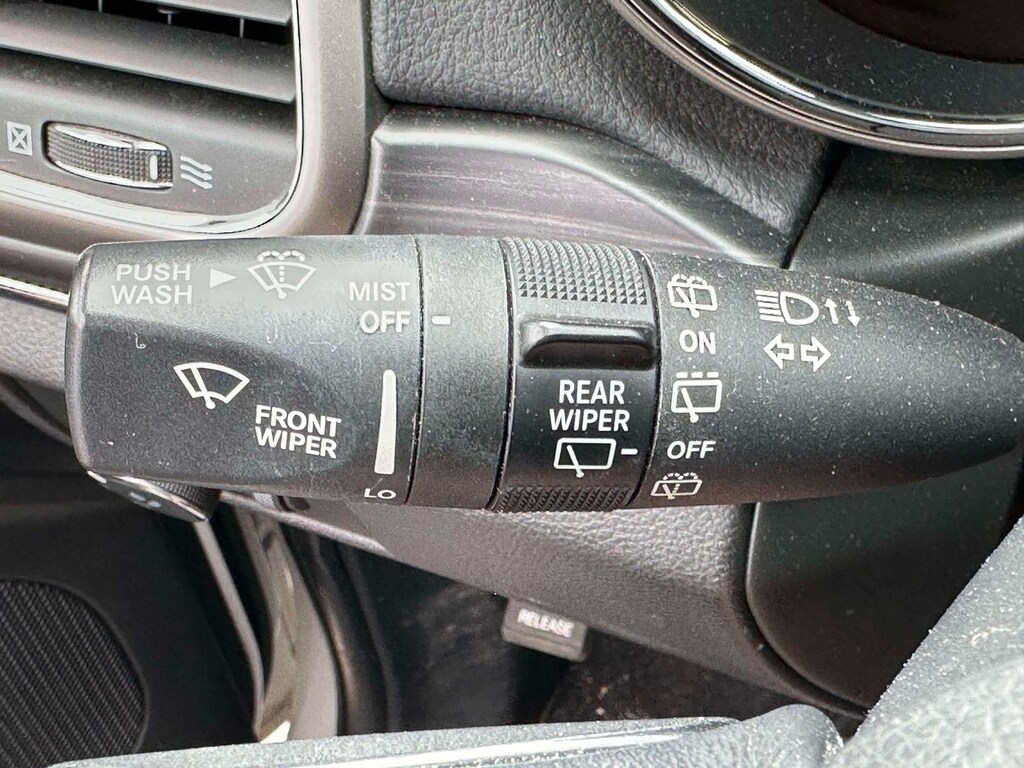 PUSH
WASH
MIST
OFF
FRONT
WIPER
LO
REAR
WIPER
ON
OFF
RELEASE